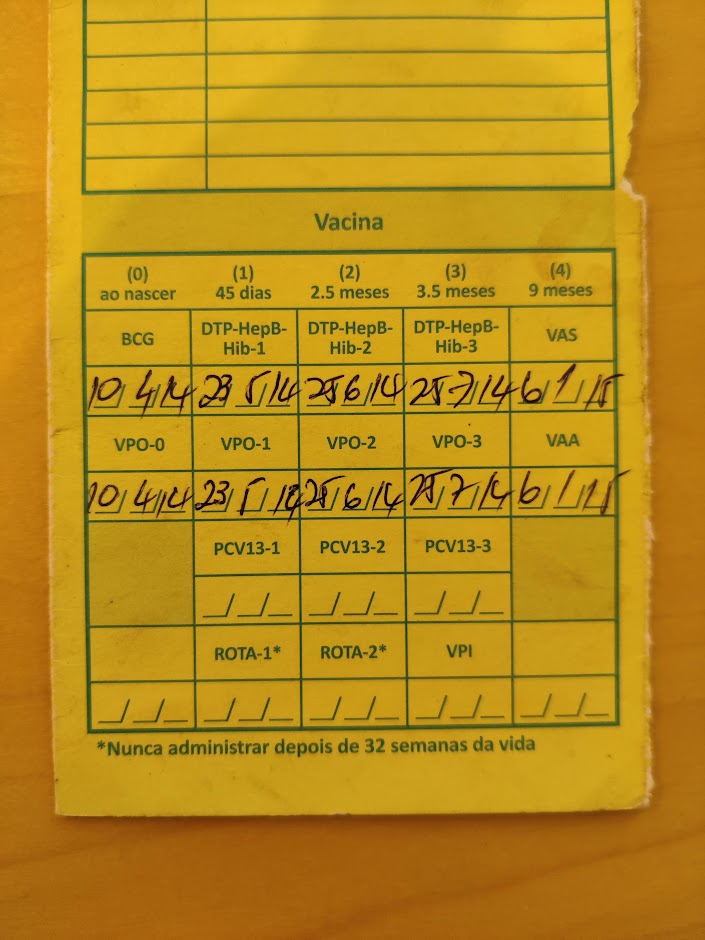 Vacina
(0) (1) (2) (3) (4)
ao nascer 45 dias 2.5 meses 3.5 meses 9 meses
BCG DTP-HepB-Hib-1 DTP-HepB-Hib-2 DTP-HepB-Hib-3 VAS
10/4/14 23/5/14 25/6/14 25/7/14 6/1/15
VPO-0 VPO-1 VPO-2 VPO-3 VAA
10/4/14 23/5/14 25/6/14 25/7/14 6/1/15
PCV13-1 PCV13-2 PCV13-3
_/_/_ _/_/_ _/_/_
ROTA-1* ROTA-2* VPI
_/_/_ _/_/_ _/_/_ _/_/_ _/_/_
*Nunca administrar depois de 32 semanas da vida